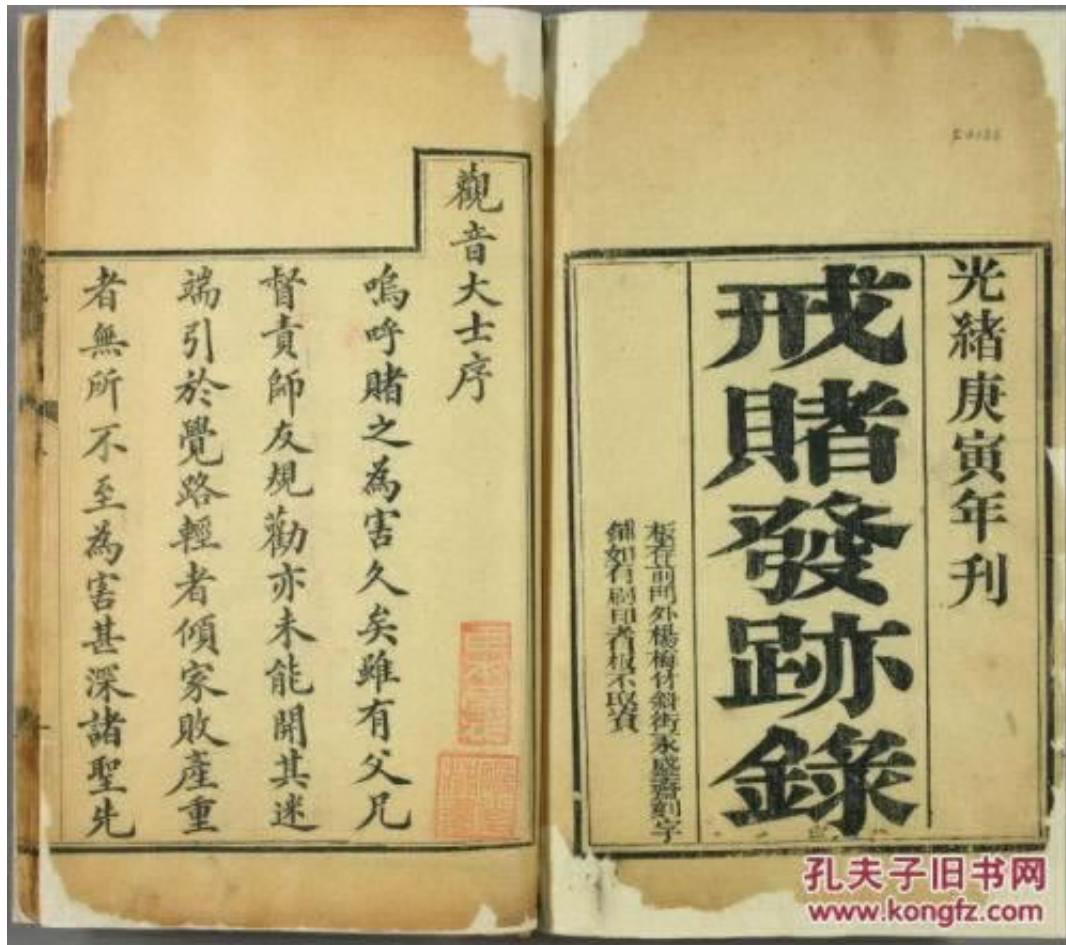 光緒庚寅年刊
戒賭發跡錄
板存前門外楊梅竹斜街永盛齋刻字
鋪如有刷印者板不取資
觀音大士序
嗚呼賭之為害久矣雖有父兄
督責師友規勸亦未能開其迷
端引於覺路輕者傾家敗產重
者無所不至為害甚深諸聖先
孔夫子旧书网
www.kongfz.com